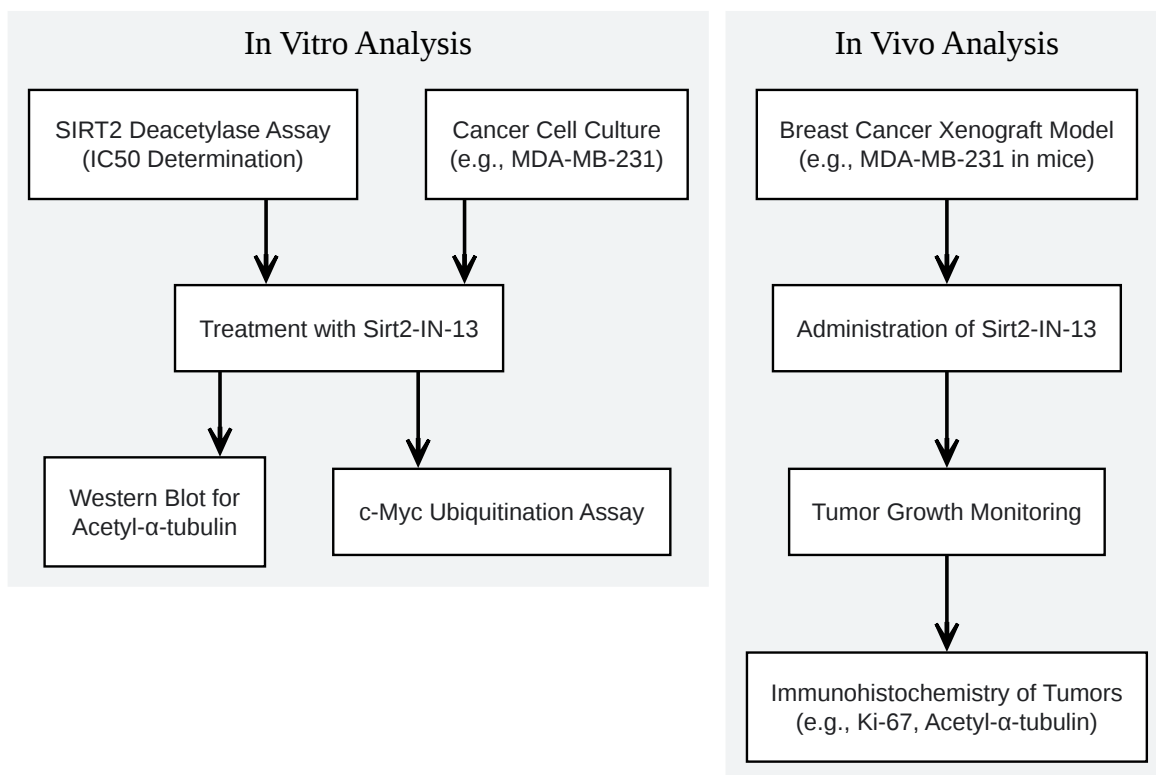 In Vitro Analysis
SIRT2 Deacetylase Assay
(IC50 Determination)
Cancer Cell Culture
(e.g., MDA-MB-231)
Treatment with Sirt2-IN-13
Western Blot for
Acetyl-α-tubulin
c-Myc Ubiquitination Assay
In Vivo Analysis
Breast Cancer Xenograft Model
(e.g., MDA-MB-231 in mice)
Administration of Sirt2-IN-13
Tumor Growth Monitoring
Immunohistochemistry of Tumors
(e.g., Ki-67, Acetyl-α-tubulin)